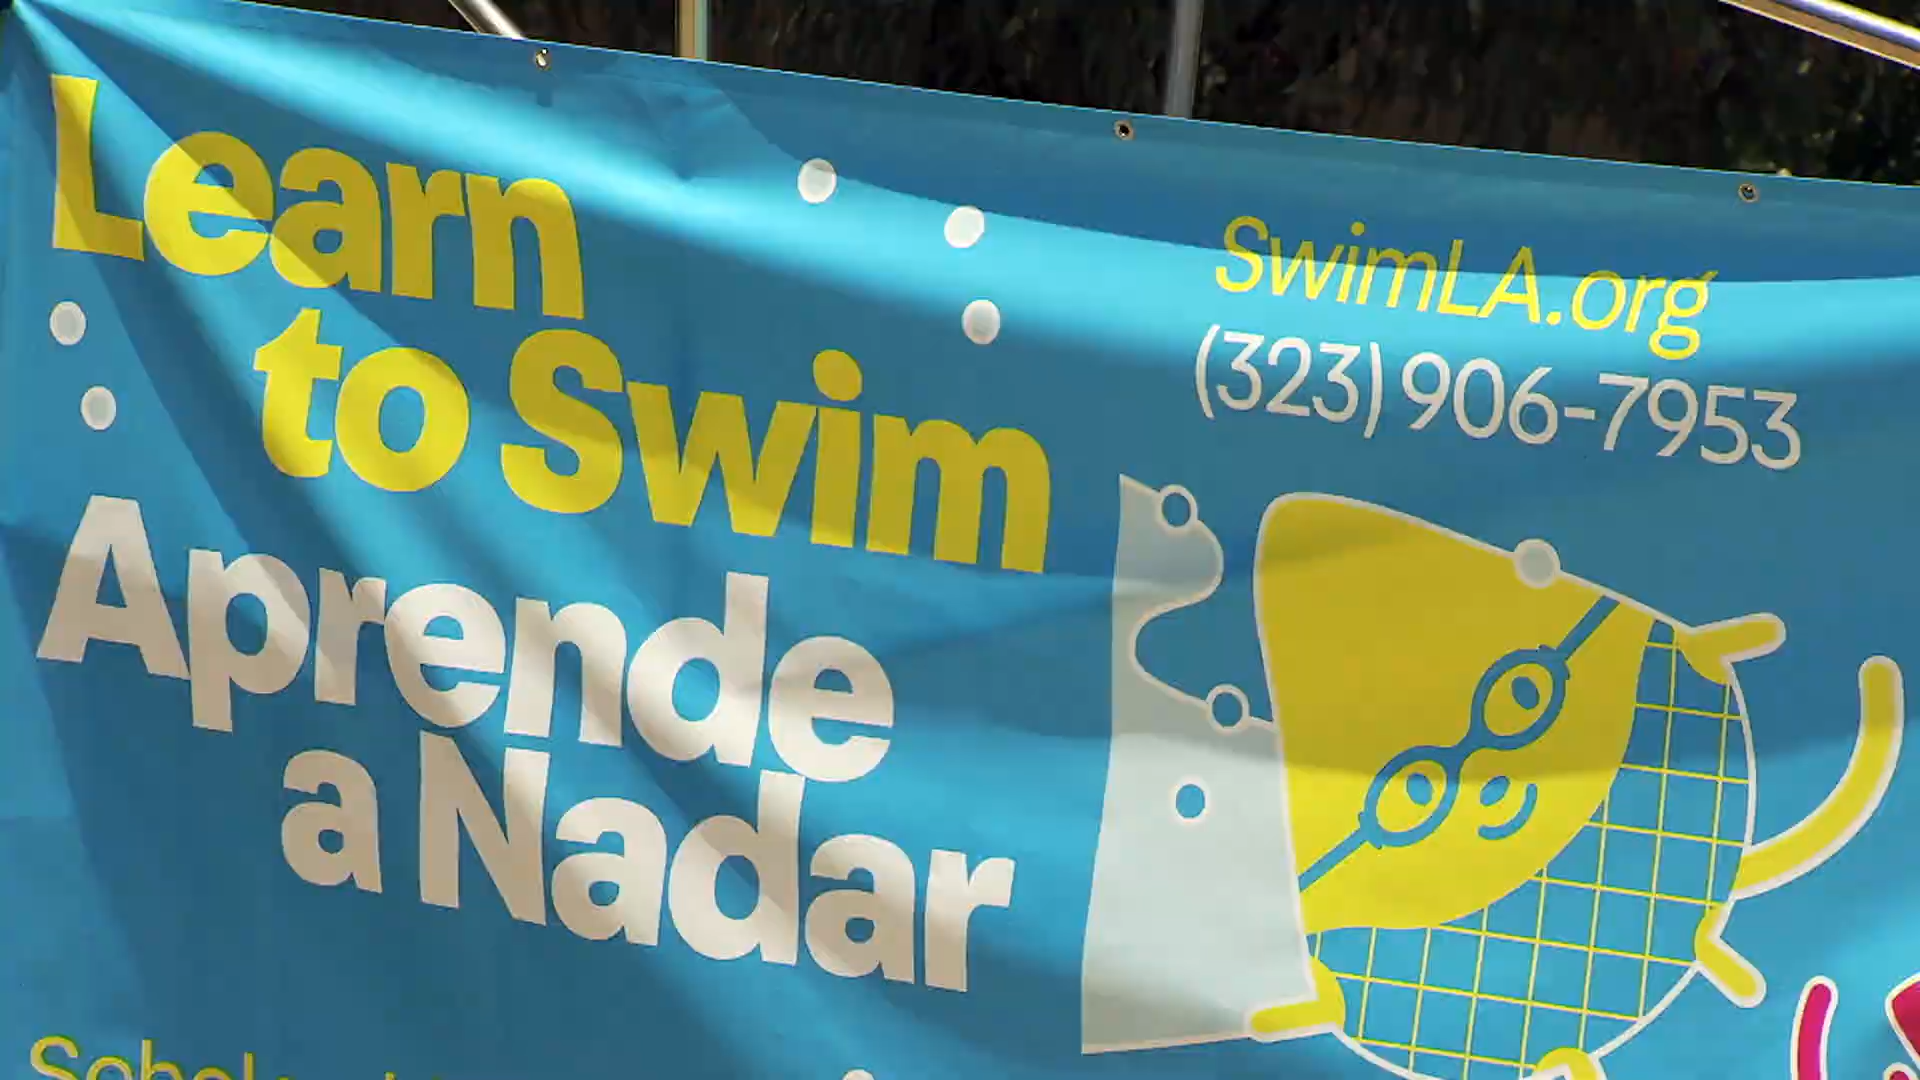 Learn
to Swim
Aprende
a Nadar
SwimLA.org
(323) 906-7953